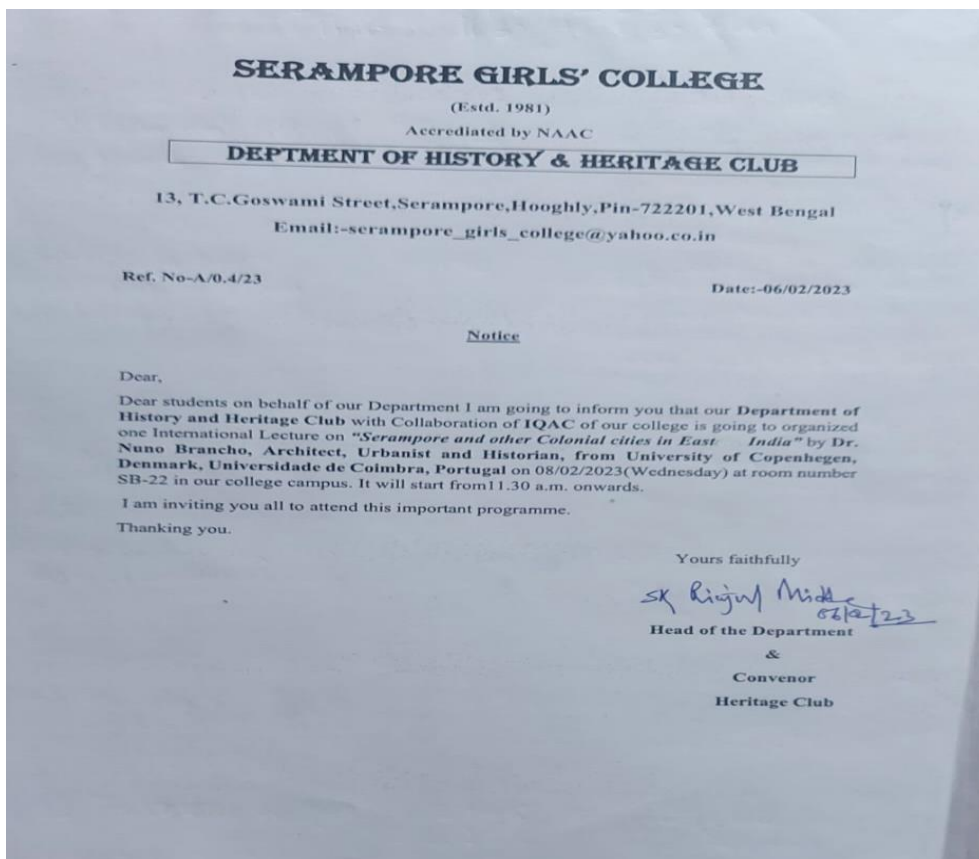 SERAMPORE GIRLS' COLLEGE
(Estd. 1981)
Accrediated by NAAC
DEPTMENT OF HISTORY & HERITAGE CLUB
13, T.C.Goswami Street,Serampore,Hooghly,Pin-722201,West Bengal
Email:-serampore_girls_college@yahoo.co.in
Ref. No-A/0.4/23
Date:-06/02/2023
Notice
Dear,
Dear students on behalf of our Department I am going to inform you that our Department of
History and Heritage Club with Collaboration of IQAC of our college is going to organized
one International Lecture on "Serampore and other Colonial cities in East India" by Dr.
Nuno Brancho, Architect, Urbanist and Historian, from University of Copenhegen,
Denmark, Universidade de Coimbra, Portugal on 08/02/2023(Wednesday) at room number
SB-22 in our college campus. It will start from11.30 a.m. onwards.
I am inviting you all to attend this important programme.
Thanking you.
Yours faithfully
SK
Head of the Department
&
Convenor
Heritage Club